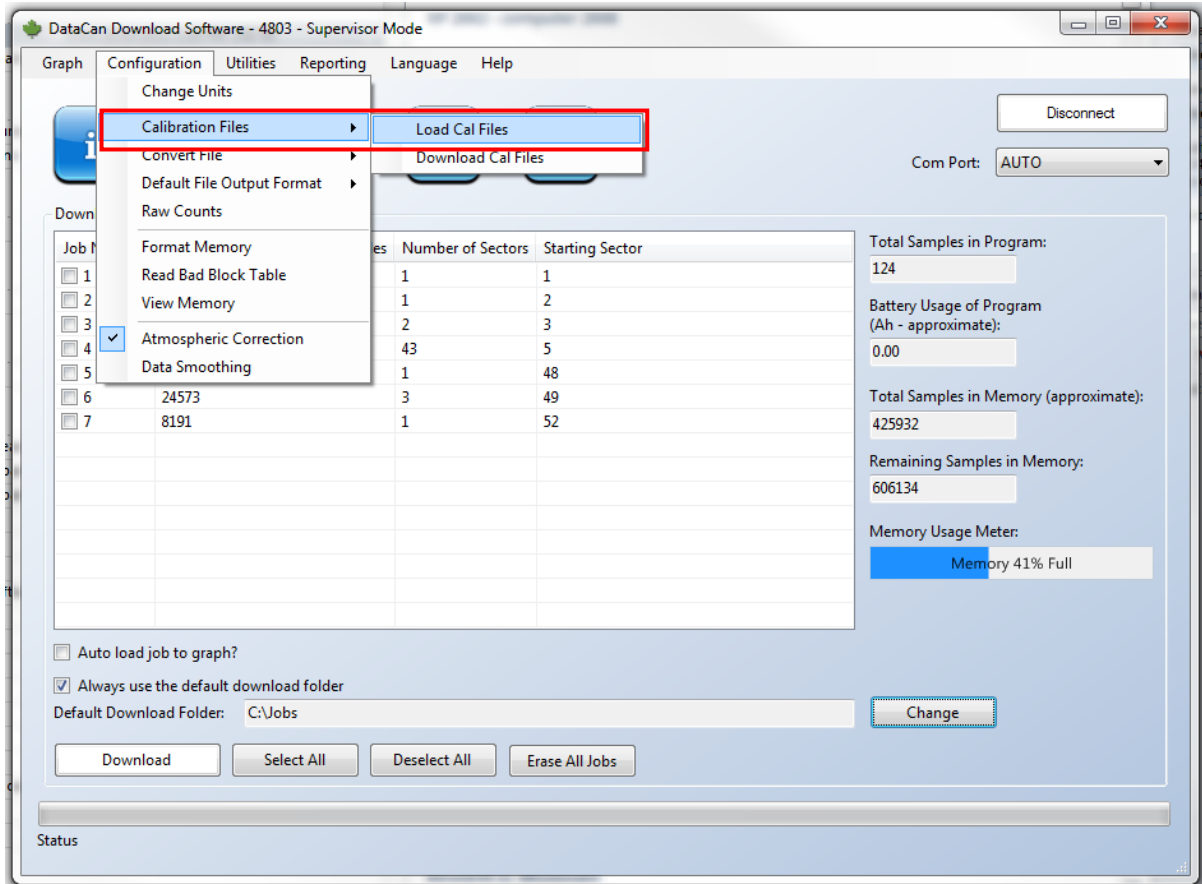 DataCan Download Software - 4803 - Supervisor Mode
Graph Configuration Utilities Reporting Language Help
Change Units
Calibration Files
Load Cal Files
Convert File
Download Cal Files
Default File Output Format
Raw Counts
Format Memory
Read Bad Block Table
View Memory
Atmospheric Correction
Data Smoothing
Disconnect
Com Port: AUTO
Down
Job N es Number of Sectors Starting Sector
1 1 1
2 1 2
3 2 3
4 43 5
5 1 48
6 24573 3 49
7 8191 1 52
Total Samples in Program:
124
Battery Usage of Program
(Ah - approximate):
0.00
Total Samples in Memory (approximate):
425932
Remaining Samples in Memory:
606134
Memory Usage Meter:
Memory 41% Full
Auto load job to graph?
Always use the default download folder
Default Download Folder: C:\Jobs
Change
Download Select All Deselect All Erase All Jobs
Status